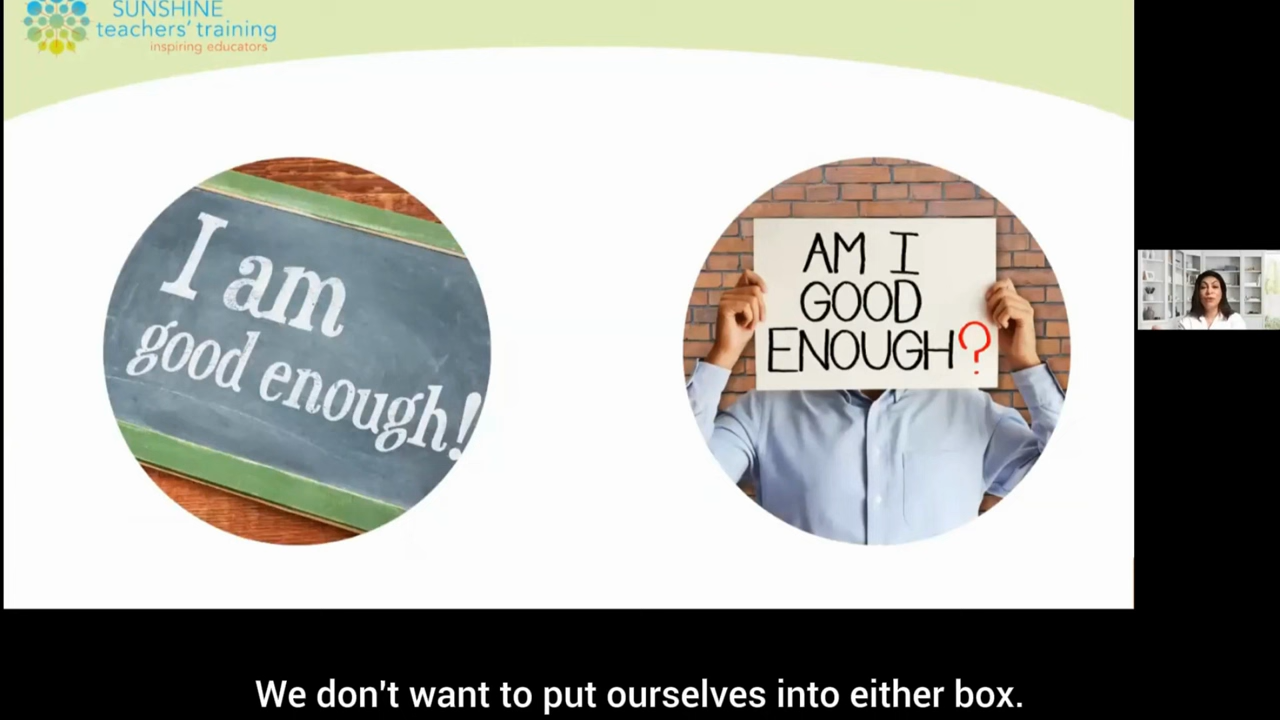 SUNSHINE
teachers' training
inspiring educators
I am
good enough!
AM I
GOOD
ENOUGH?
We don't want to put ourselves into either box.